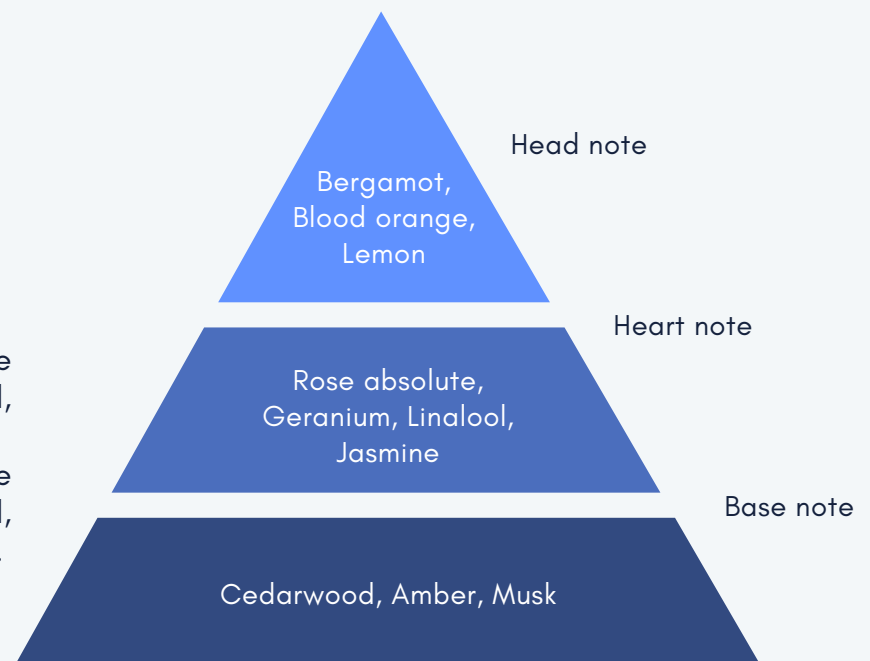 Head note
Bergamot,
Blood orange,
Lemon
Heart note
Rose absolute,
Geranium, Linalool,
Jasmine
Base note
Cedarwood, Amber, Musk